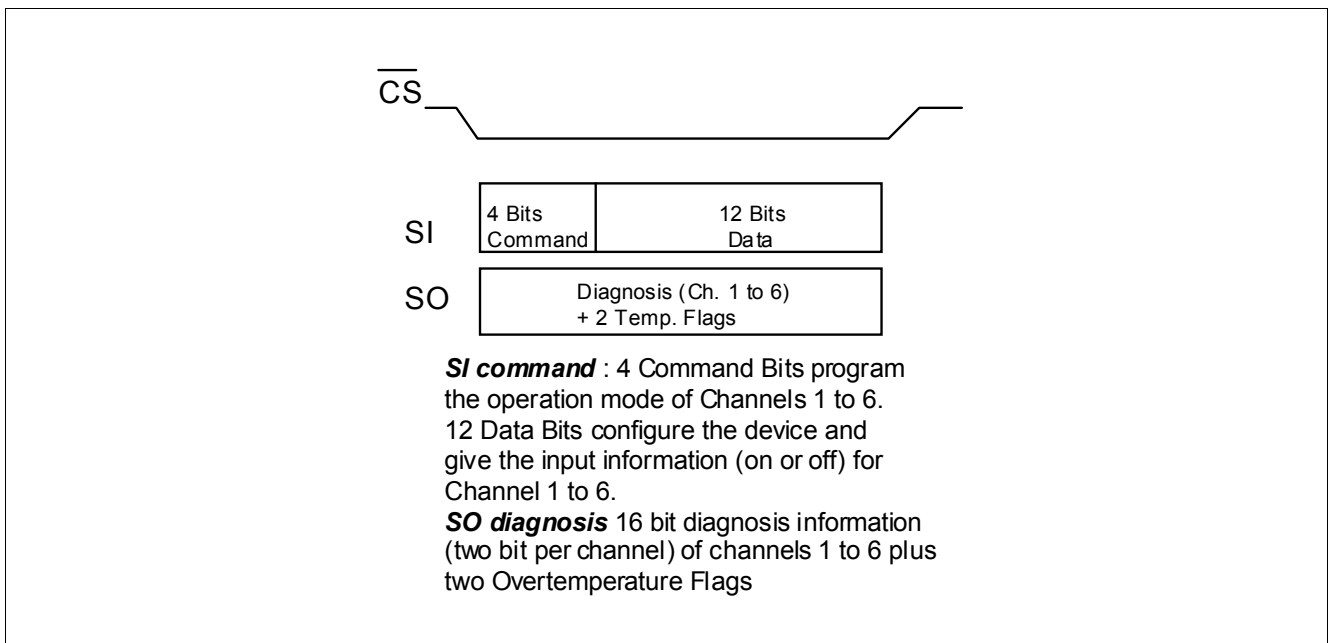 CS
SI
4 Bits
Command
12 Bits
Data
SO
Diagnosis (Ch. 1 to 6)
+ 2 Temp. Flags
SI command : 4 Command Bits program
the operation mode of Channels 1 to 6.
12 Data Bits configure the device and
give the input information (on or off) for
Channel 1 to 6.
SO diagnosis 16 bit diagnosis information
(two bit per channel) of channels 1 to 6 plus
two Overtemperature Flags